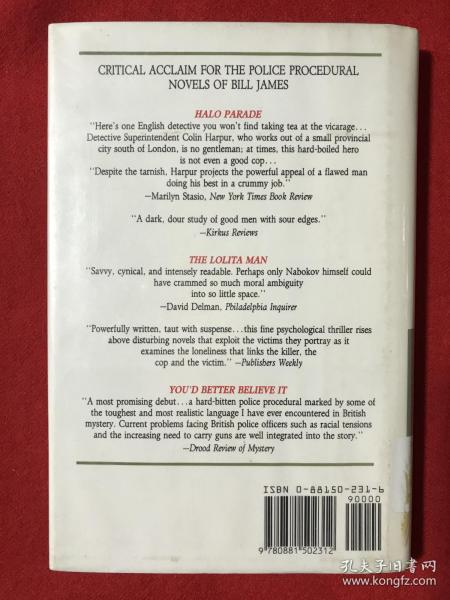 CRITICAL ACCLAIM FOR THE POLICE PROCEDURAL
NOVELS OF BILL JAMES
HALO PARADE
"Here's one English detective you won't find taking tea at the vicarage...
Detective Superintendent Colin Harpur, who works out of a small provincial
city south of London, is no gentleman; at times, this hard-boiled hero
is not even a good cop...
"Despite the tarnish, Harpur projects the powerful appeal of a flawed man
doing his best in a crummy job."
—Marilyn Stasio, New York Times Book Review
"A dark, dour study of good men with sour edges."
—Kirkus Reviews
THE LOLITA MAN
"Savvy, cynical, and intensely readable. Perhaps only Nabokov himself could
have crammed so much moral ambiguity
into so little space."
—David Delman, Philadelphia Inquirer
"Powerfully written, taut with suspense...this fine psychological thriller rises
above disturbing novels that exploit the victims they portray as it
examines the loneliness that links the killer, the
cop and the victim." —Publishers Weekly
YOU'D BETTER BELIEVE IT
"A most promising debut...a hard-bitten police procedural marked by some of
the toughest and most realistic language I have ever encountered in British
mystery. Current problems facing British police officers such as racial tensions
and the increasing need to carry guns are well integrated into the story."
—Drood Review of Mystery
ISBN 0-88150-231-6
90000
9 780881 502312
孔夫子旧书网
www.kongfz.com